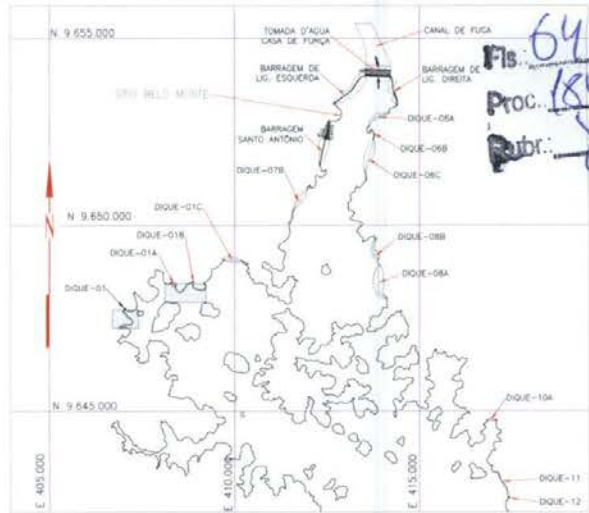 N 9.655.000
TOMADA D'AGUA
CASA DE FORÇA
CANAL DE FUGA
Fls.: 64
BARRAGEM DE
LIG. ESQUERDA
BARRAGEM DE
LIG. DIREITA
SITIO BELO MONTE
Proc.:
DIQUE-06A
BARRAGEM
SANTO ANTÔNIO
DIQUE-06B
Rubr.:
DIQUE-07B
DIQUE-06C
N
N 9.650.000
DIQUE-01C
DIQUE-01B
DIQUE-01A
DIQUE-08B
DIQUE-08A
DIQUE-01
N 9.645.000
DIQUE-10A
E 405.000
E 410.000
E 415.000
DIQUE-11
DIQUE-12